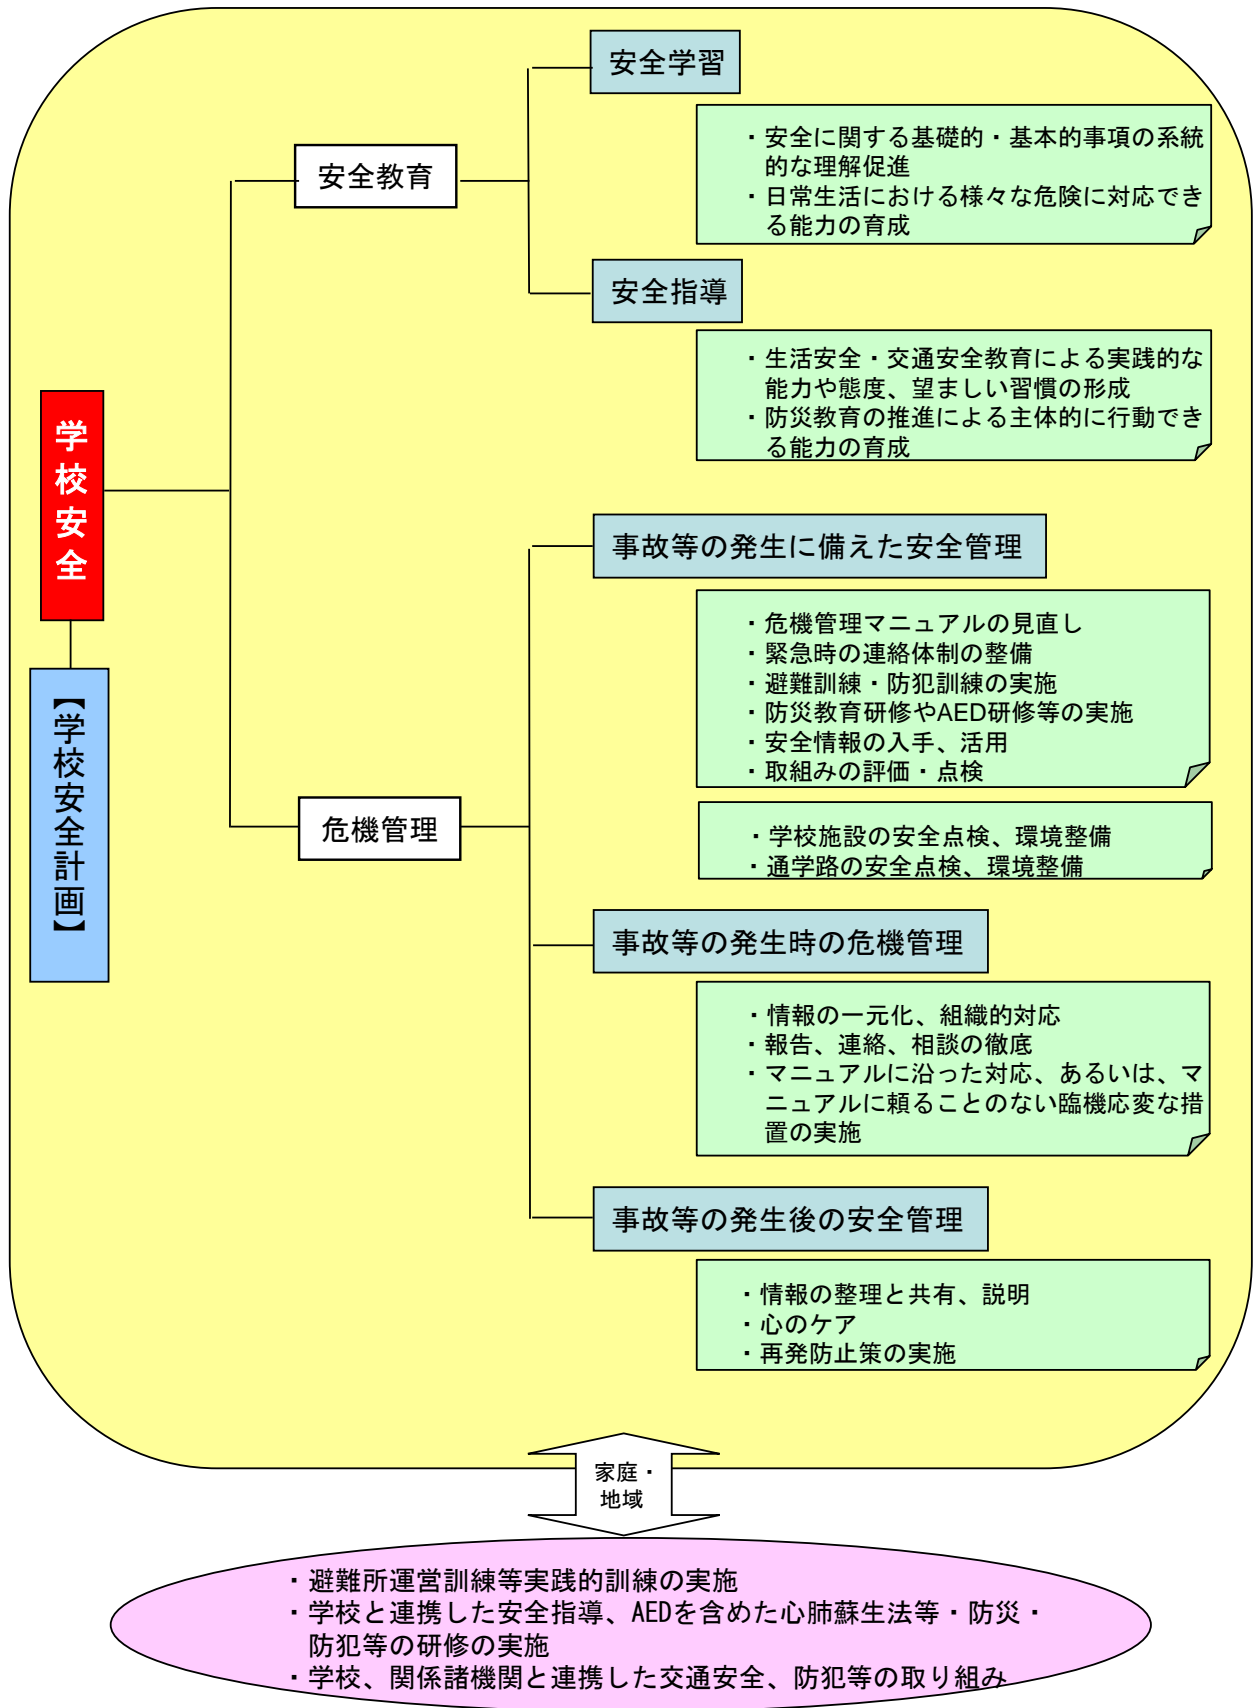 安全学習
・安全に関する基礎的・基本的事項の系統
的な理解促進
・日常生活における様々な危険に対応でき
る能力の育成
安全教育
安全指導
・生活安全・交通安全教育による実践的な
能力や態度、望ましい習慣の形成
・防災教育の推進による主体的に行動でき
る能力の育成
学校安全
【学校安全計画】
事故等の発生に備えた安全管理
・危機管理マニュアルの見直し
・緊急時の連絡体制の整備
・避難訓練・防犯訓練の実施
・防災教育研修やAED研修等の実施
・安全情報の入手、活用
・取組みの評価・点検
危機管理
・学校施設の安全点検、環境整備
・通学路の安全点検、環境整備
事故等の発生時の危機管理
・情報の一元化、組織的対応
・報告、連絡、相談の徹底
・マニュアルに沿った対応、あるいは、マ
ニュアルに頼ることのない臨機応変な措
置の実施
事故等の発生後の安全管理
・情報の整理と共有、説明
・心のケア
・再発防止策の実施
家庭・
地域
・避難所運営訓練等実践的訓練の実施
・学校と連携した安全指導、AEDを含めた心肺蘇生法等・防災・
防犯等の研修の実施
・学校、関係諸機関と連携した交通安全、防犯等の取り組み